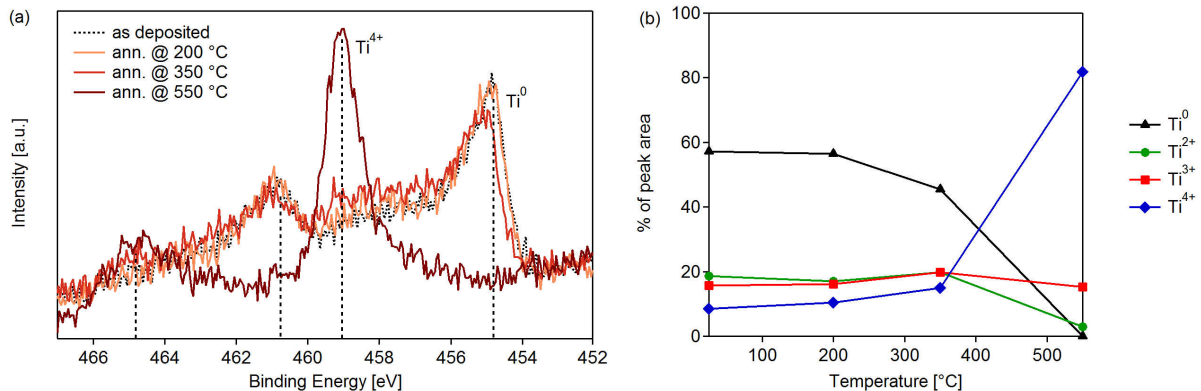 (a)
as deposited
ann. @ 200 °C
ann. @ 350 °C
ann. @ 550 °C
Ti4+
Ti0
Intensity [a.u.]
466 464 462 460 458 456 454 452
Binding Energy [eV]
(b)
100
80
60
40
20
0
% of peak area
100 200 300 400 500
Temperature [°C]
Ti0
Ti2+
Ti3+
Ti4+